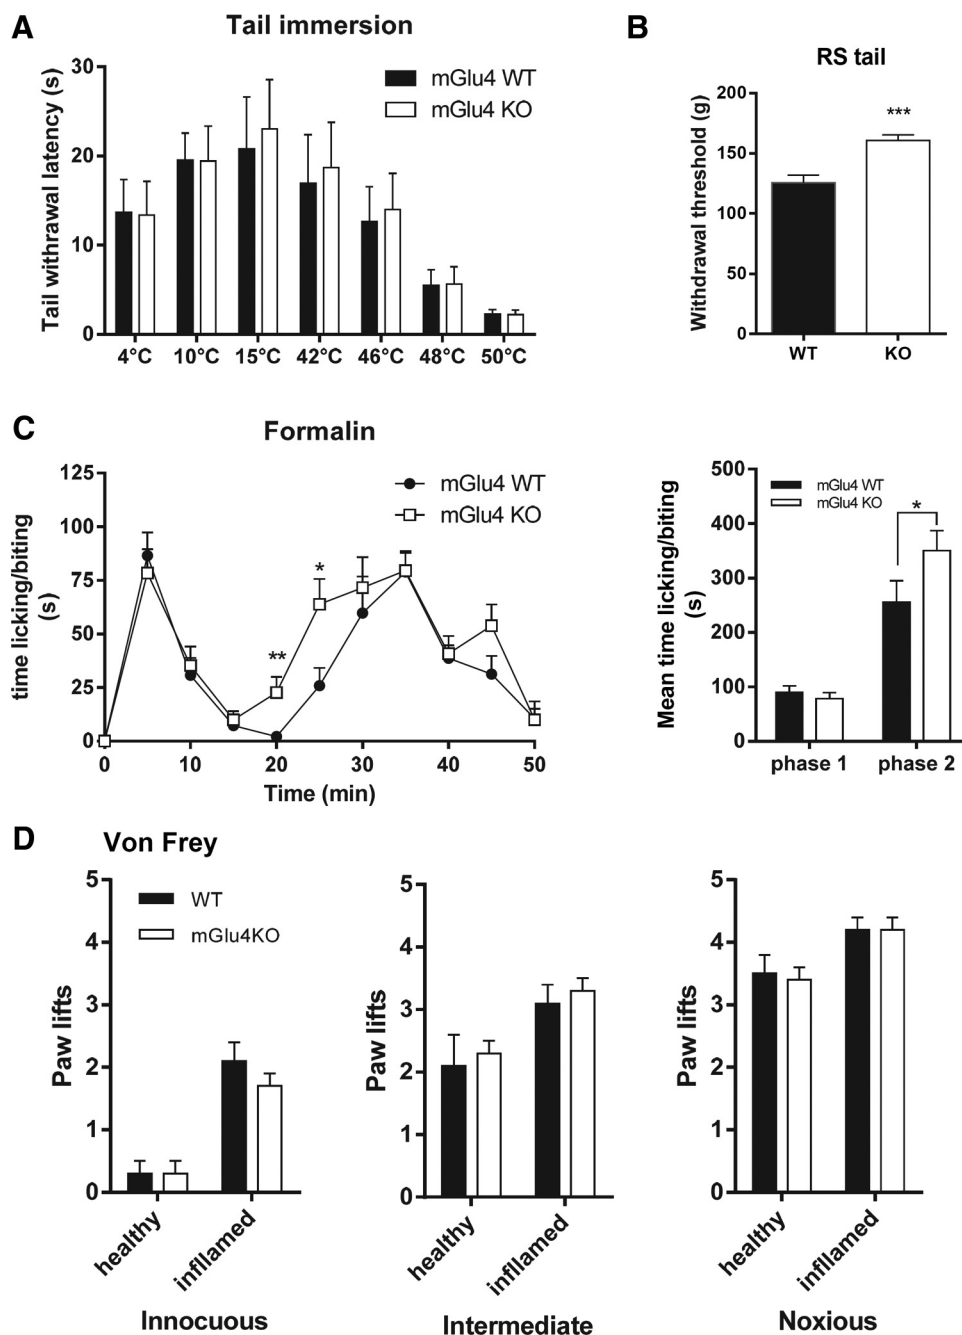 A
Tail immersion
Tail withrawal latency (s)
30
20
10
0
mGlu4 WT
mGlu4 KO
4°C 10°C 15°C 42°C 46°C 48°C 50°C
B
RS tail
Withdrawal threshold (g)
200
150
100
50
0
***
WT KO
C
Formalin
time licking/biting
(s)
125
100
75
50
25
0
mGlu4 WT
mGlu4 KO
*
**
0 10 20 30 40 50
Time (min)
Mean time licking/biting
(s)
500
400
300
200
100
0
mGlu4 WT
mGlu4 KO
*
phase 1 phase 2
D
Von Frey
Paw lifts
5
4
3
2
1
0
WT
mGlu4KO
healthy
infllamed
Innocuous
Paw lifts
5
4
3
2
1
0
healthy
infllamed
Intermediate
Paw lifts
5
4
3
2
1
0
healthy
infllamed
Noxious